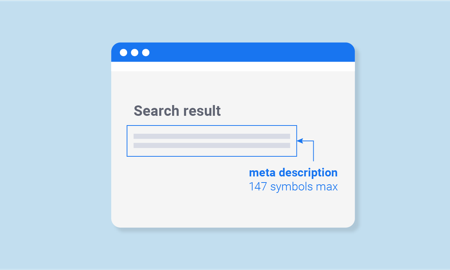 Search result
meta description
147 symbols max